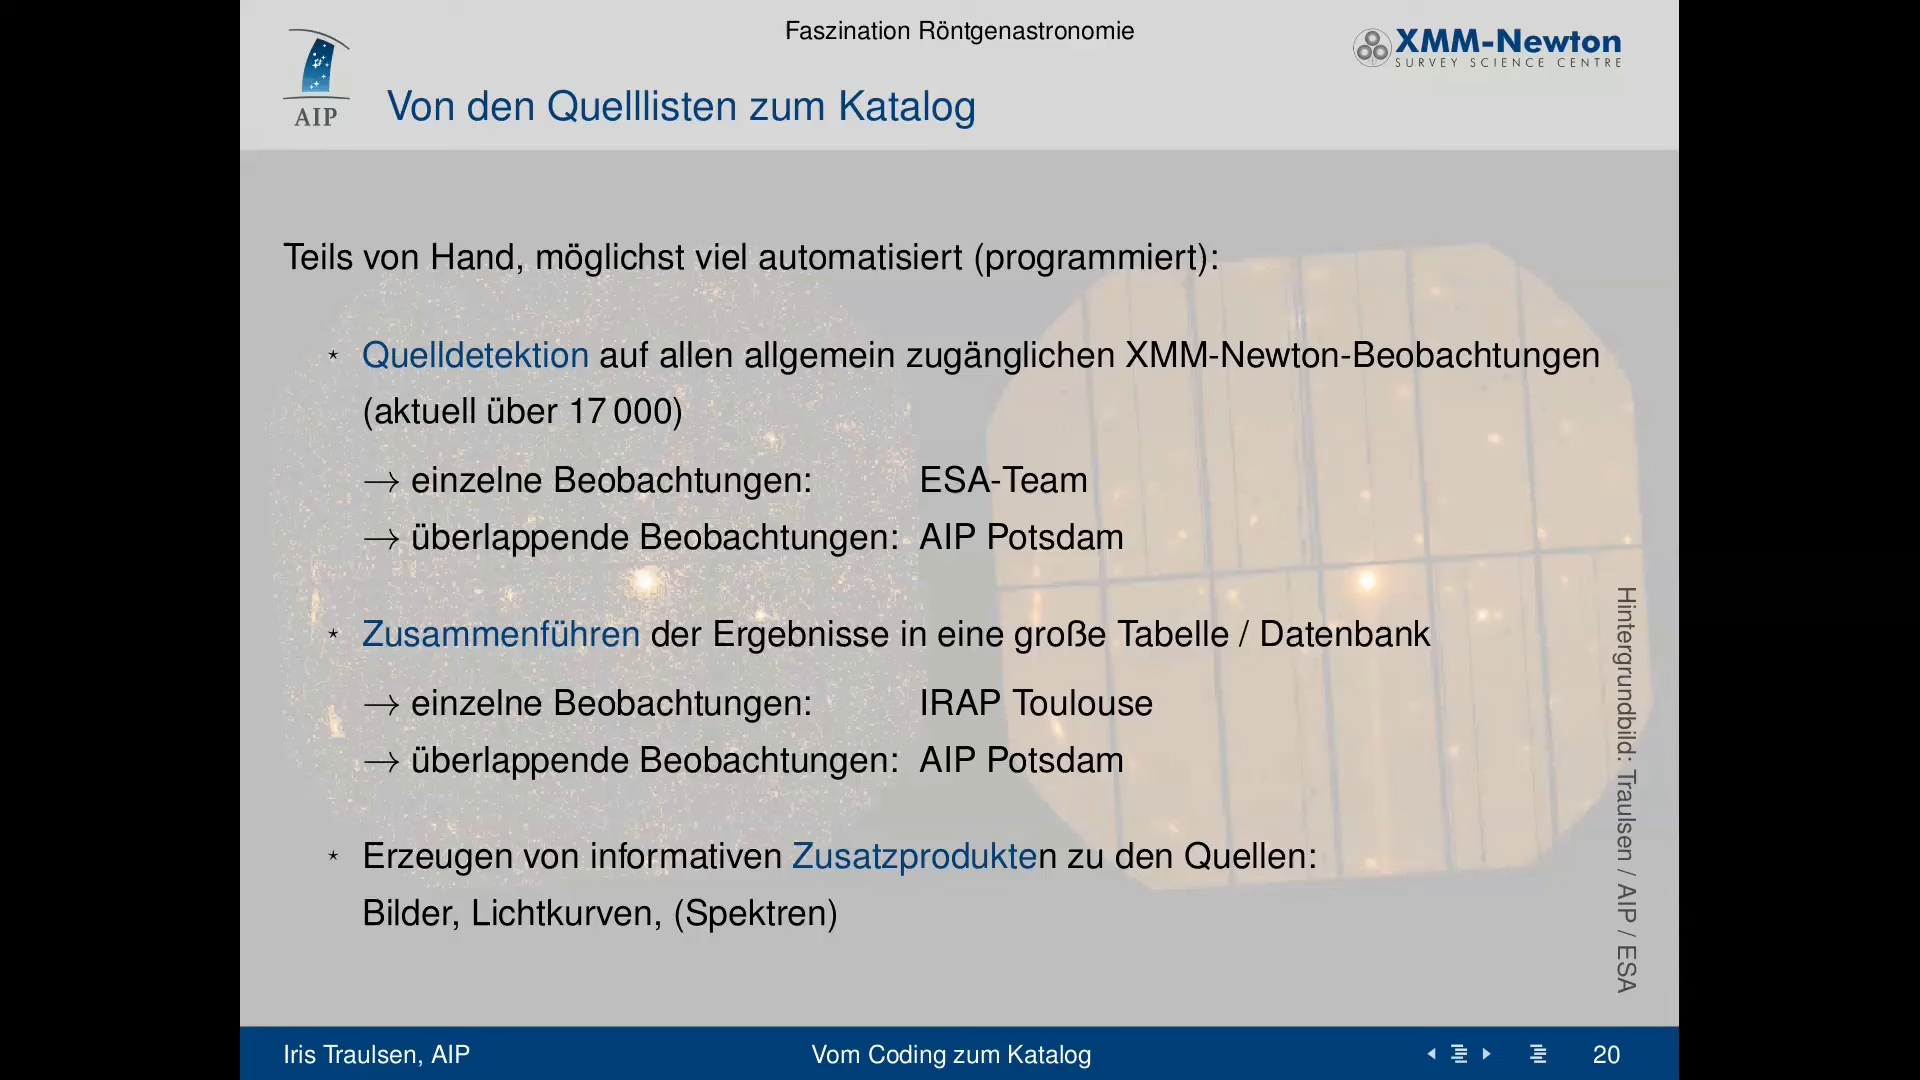 Faszination Röntgenastronomie
XMM-Newton
SURVEY SCIENCE CENTRE
AIP
Von den Quelllisten zum Katalog
Teils von Hand, möglichst viel automatisiert (programmiert):
* Quelldetektion auf allen allgemein zugänglichen XMM-Newton-Beobachtungen
(aktuell über 17 000)
→ einzelne Beobachtungen: ESA-Team
→ überlappende Beobachtungen: AIP Potsdam
* Zusammenführen der Ergebnisse in eine große Tabelle / Datenbank
→ einzelne Beobachtungen: IRAP Toulouse
→ überlappende Beobachtungen: AIP Potsdam
* Erzeugen von informativen Zusatzprodukten zu den Quellen:
Bilder, Lichtkurven, (Spektren)
Hintergrundbild: Traulsen / AIP / ESA
Iris Traulsen, AIP
Vom Coding zum Katalog
20